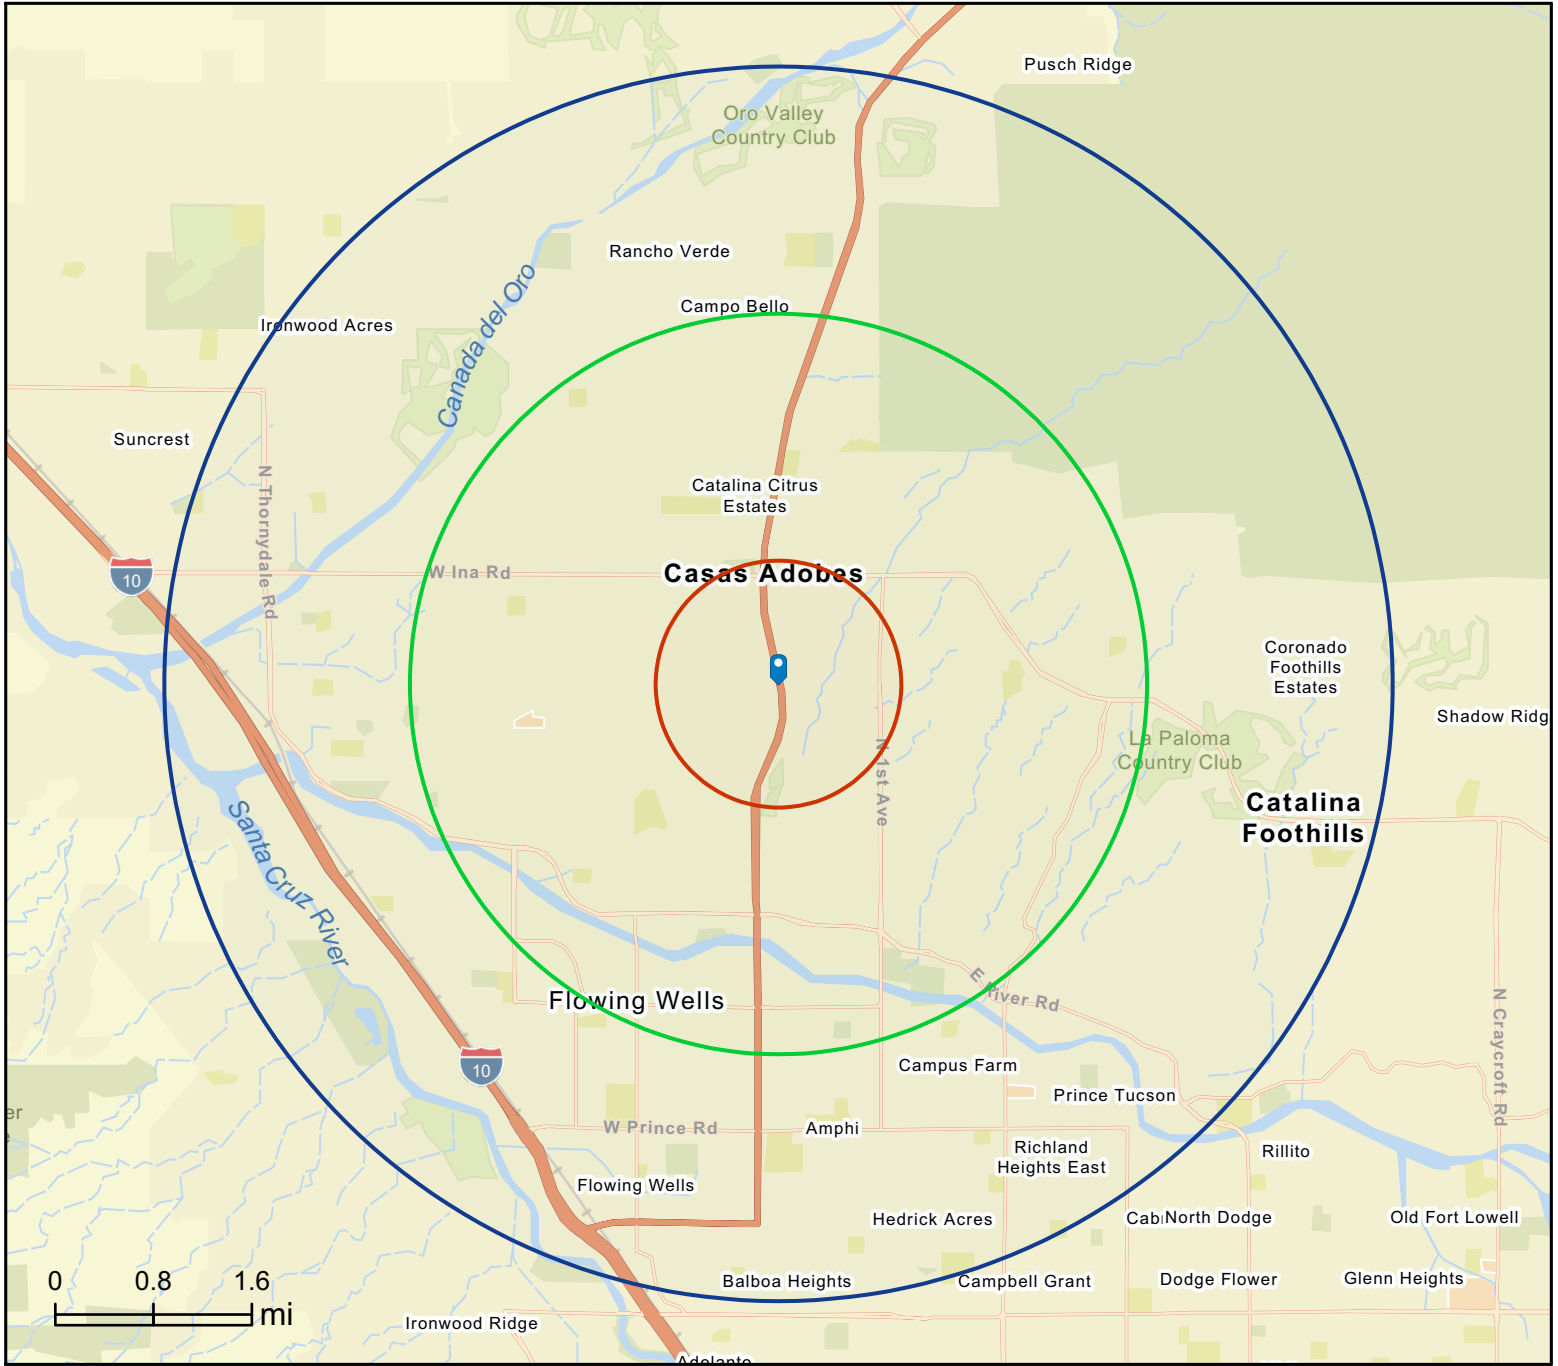 Pusch Ridge
Oro Valley
Country Club
Rancho Verde
Canada del Oro
Campo Bello
Ironwood Acres
Suncrest
N Thornydale Rd
Catalina Citrus
Estates
10
W Ina Rd
Casas Adobes
Coronado
Foothills
Estates
Shadow Ridg
La Paloma
Country Club
N 1st Ave
Catalina
Foothills
Santa Cruz River
E River Rd
Flowing Wells
N Craycroft Rd
10
Campus Farm
Prince Tucson
er
W Prince Rd
Amphi
Richland
Heights East
Rillito
Flowing Wells
Hedrick Acres
Cab
North Dodge
Old Fort Lowell
0 0.8 1.6
mi
Balboa Heights
Campbell Grant
Dodge Flower
Glenn Heights
Ironwood Ridge
Adelanto